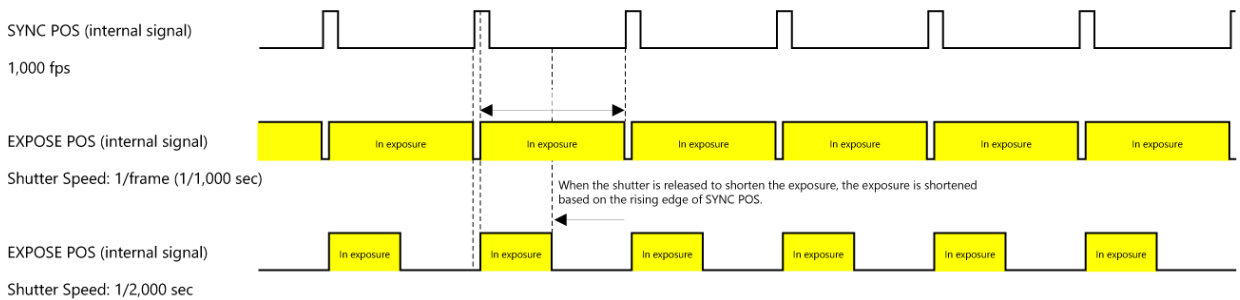 SYNC POS (internal signal)
1,000 fps
EXPOSE POS (internal signal)
In exposure
In exposure
In exposure
In exposure
In exposure
In exposure
Shutter Speed: 1/frame (1/1,000 sec)
When the shutter is released to shorten the exposure, the exposure is shortened
based on the rising edge of SYNC POS.
EXPOSE POS (internal signal)
In exposure
In exposure
In exposure
In exposure
In exposure
In exposure
Shutter Speed: 1/2,000 sec